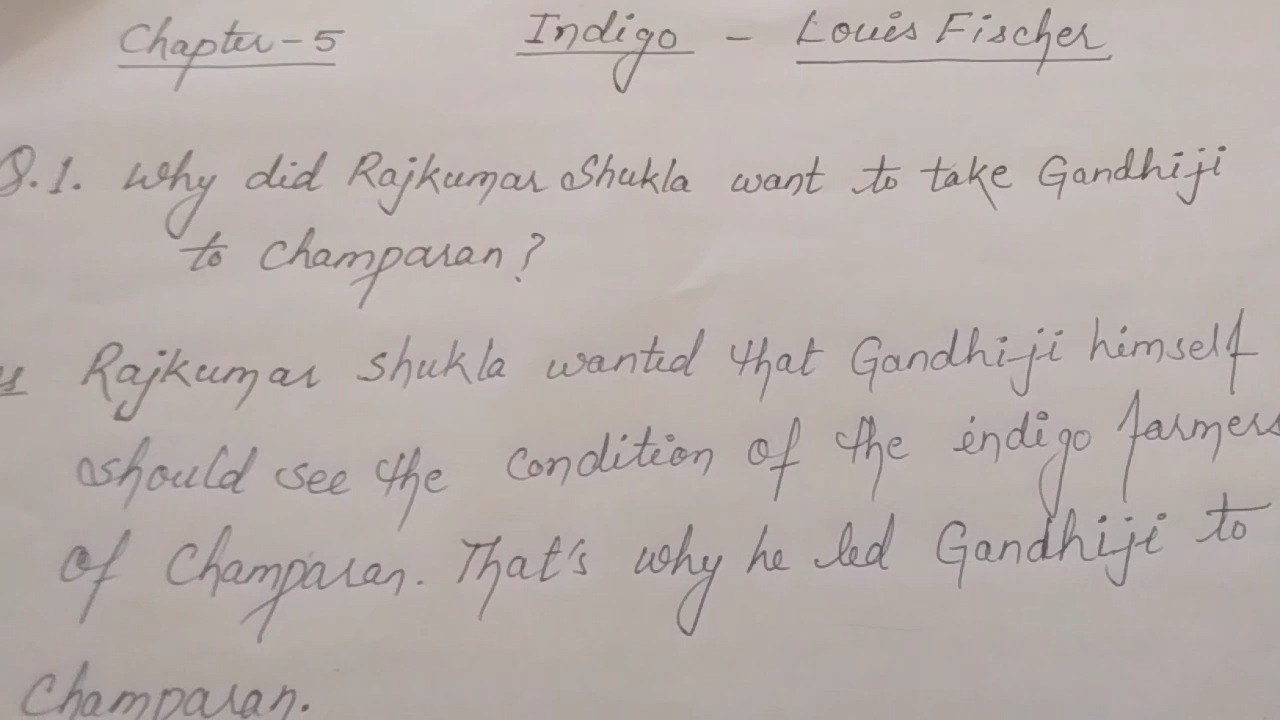 Chapter-5 Indigo - Louis Fischer
Q.1. Why did Rajkumar Shukla want to take Gandhiji
to Champaran?
Rajkumar Shukla wanted that Gandhiji himself
should see the condition of the indigo farmers
of Champaran. That's why he led Gandhiji to
Champaran.